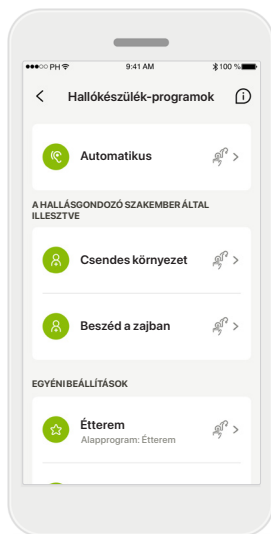 PH
9:41 AM
100 %
Hallókészülék-programok
Automatikus
A HALLÁSGONDOZÓ SZAKEMBER ÁLTAL
ILLESZTVE
Csendes környezet
Beszéd a zajban
EGYÉNI BEÁLLÍTÁSOK
Étterem
Alapprogram: Étterem